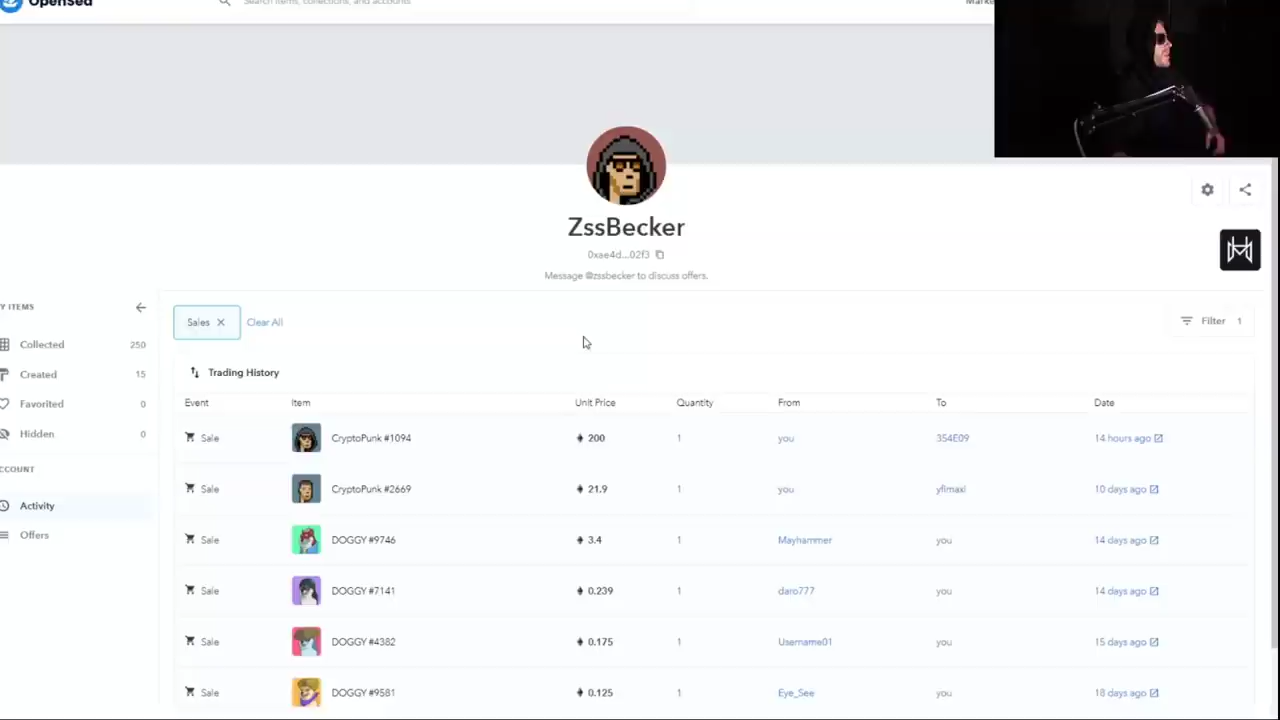 OpenSea
Search items, collections, and accounts
ZssBecker
0xae4d...02f3
Message @zssbecker to discuss offers.
Y ITEMS
Collected 250
Created 15
Favorited 0
Hidden 0
CCOUNT
Activity
Offers
Sales
Clear All
Filter 1
Trading History
Event Item Unit Price Quantity From To Date
Sale CryptoPunk #1094 200 1 you 354E09 14 hours ago
Sale CryptoPunk #2669 21.9 1 you yflmaxl 10 days ago
Sale DOGGY #9746 3.4 1 Mayhammer you 14 days ago
Sale DOGGY #7141 0.239 1 daro777 you 14 days ago
Sale DOGGY #4382 0.175 1 Username01 you 15 days ago
Sale DOGGY #9581 0.125 1 Eye_See you 18 days ago